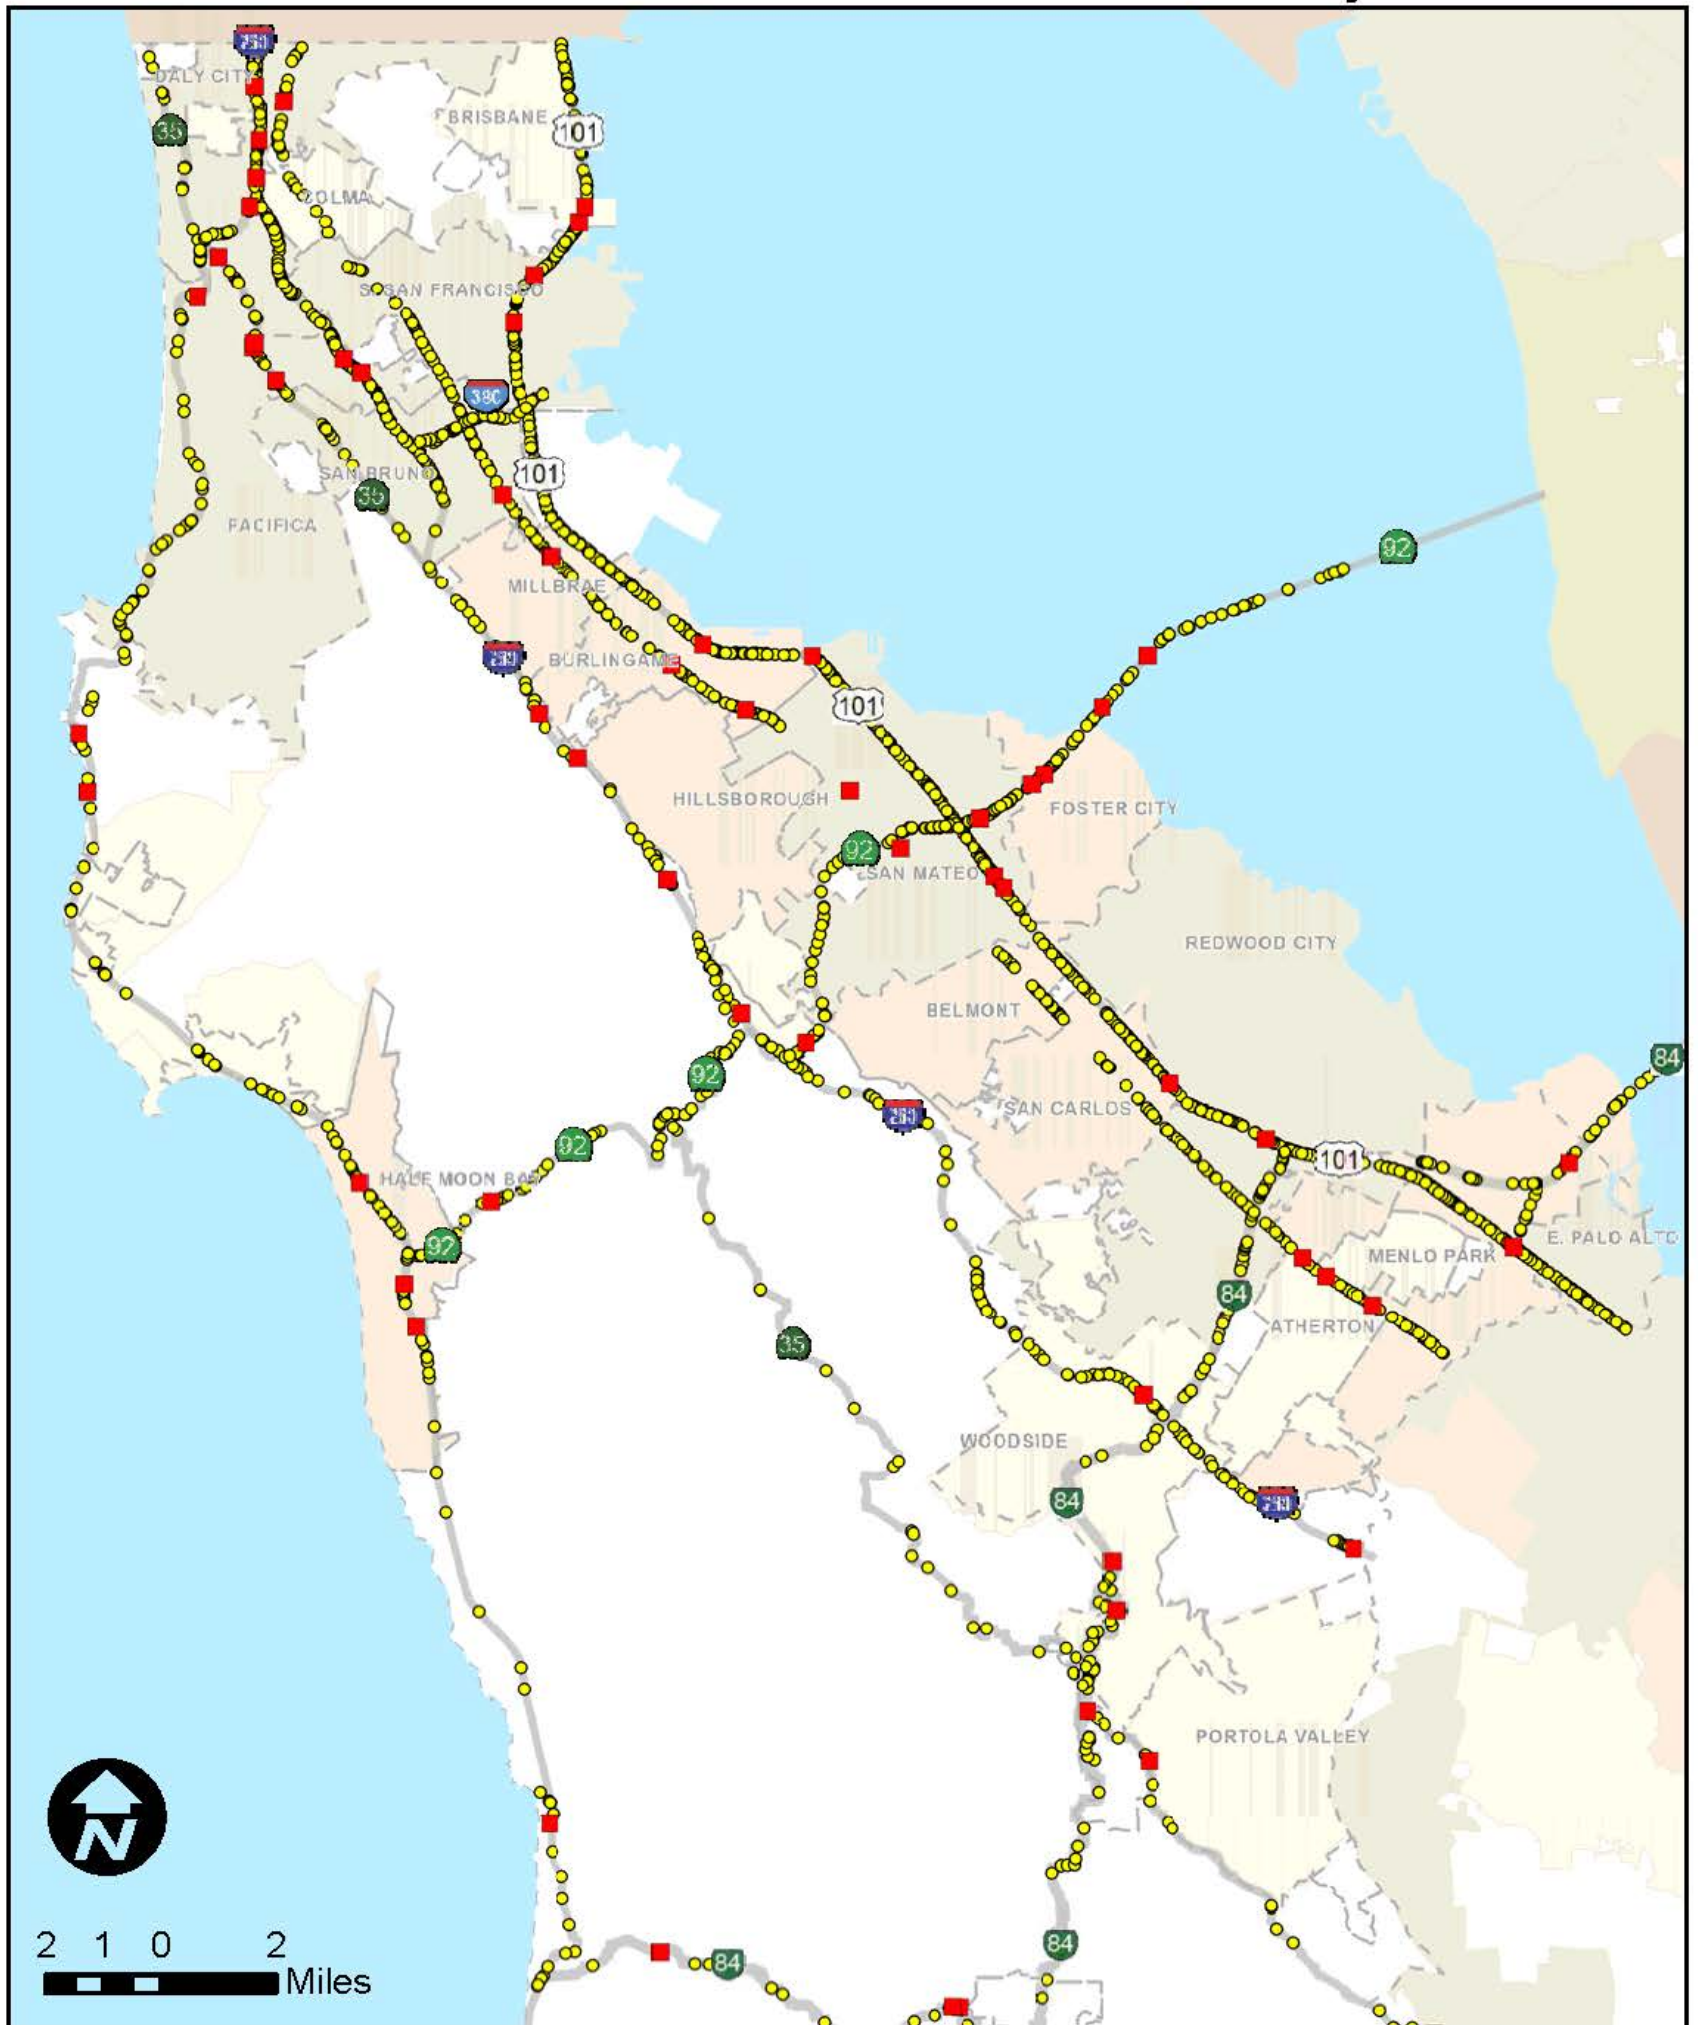 DALY CITY
BRISBANE
101
35
COLMA
S. SAN FRANCISCO
380
101
SAN BRUNO
35
PACIFICA
92
MILLBRAE
BURLINGAME
101
HILLSBOROUGH
FOSTER CITY
92
SAN MATEO
REDWOOD CITY
BELMONT
84
92
SAN CARLOS
92
101
HALF MOON BAY
92
E. PALO ALTO
MENLO PARK
84
ATHERTON
35
WOODSIDE
84
PORTOLA VALLEY
N
84
84
2 1 0 2
Miles